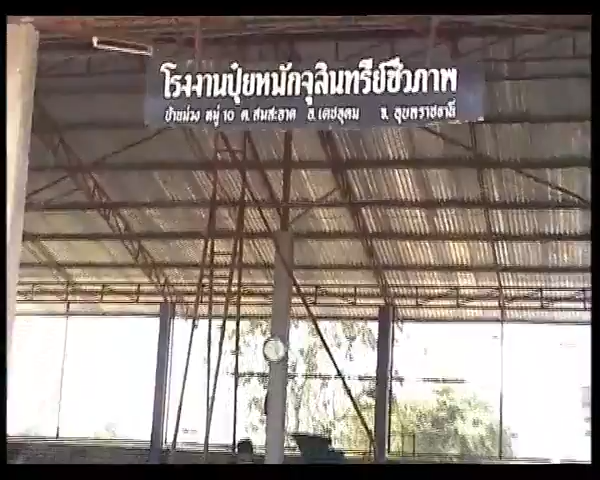 โรงงานปุ๋ยหมักจุลินทรีย์ชีวภาพ
บ้านม่วง หมู่ 10 ต.สมสะอาด อ.เดชอุดม จ.อุบลราชธานี